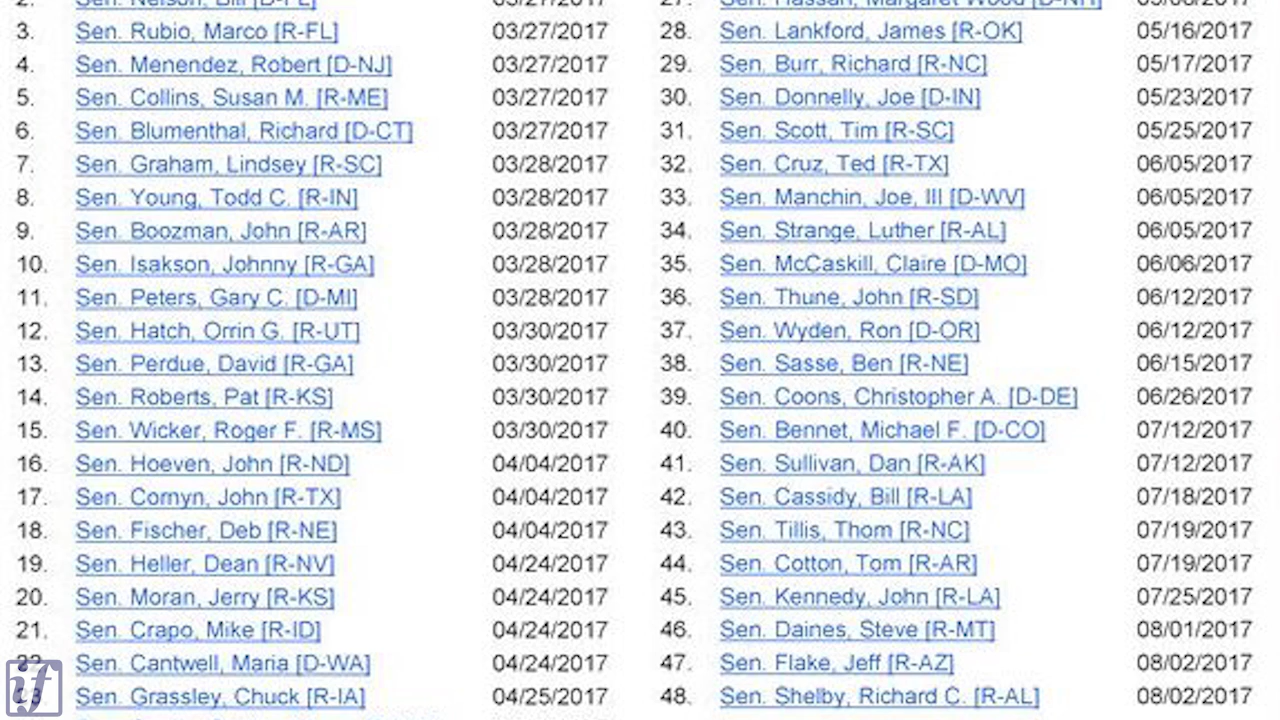 2. Sen. Nelson, Bill [D-FL] 03/27/2017
3. Sen. Rubio, Marco [R-FL] 03/27/2017
4. Sen. Menendez, Robert [D-NJ] 03/27/2017
5. Sen. Collins, Susan M. [R-ME] 03/27/2017
6. Sen. Blumenthal, Richard [D-CT] 03/27/2017
7. Sen. Graham, Lindsey [R-SC] 03/28/2017
8. Sen. Young, Todd C. [R-IN] 03/28/2017
9. Sen. Boozman, John [R-AR] 03/28/2017
10. Sen. Isakson, Johnny [R-GA] 03/28/2017
11. Sen. Peters, Gary C. [D-MI] 03/28/2017
12. Sen. Hatch, Orrin G. [R-UT] 03/30/2017
13. Sen. Perdue, David [R-GA] 03/30/2017
14. Sen. Roberts, Pat [R-KS] 03/30/2017
15. Sen. Wicker, Roger F. [R-MS] 03/30/2017
16. Sen. Hoeven, John [R-ND] 04/04/2017
17. Sen. Cornyn, John [R-TX] 04/04/2017
18. Sen. Fischer, Deb [R-NE] 04/04/2017
19. Sen. Heller, Dean [R-NV] 04/24/2017
20. Sen. Moran, Jerry [R-KS] 04/24/2017
21. Sen. Crapo, Mike [R-ID] 04/24/2017
22. Sen. Cantwell, Maria [D-WA] 04/24/2017
23. Sen. Grassley, Chuck [R-IA] 04/25/2017
27. Sen. Hassan, Margaret Wood [D-NH]
28. Sen. Lankford, James [R-OK] 05/16/2017
29. Sen. Burr, Richard [R-NC] 05/17/2017
30. Sen. Donnelly, Joe [D-IN] 05/23/2017
31. Sen. Scott, Tim [R-SC] 05/25/2017
32. Sen. Cruz, Ted [R-TX] 06/05/2017
33. Sen. Manchin, Joe, III [D-WV] 06/05/2017
34. Sen. Strange, Luther [R-AL] 06/05/2017
35. Sen. McCaskill, Claire [D-MO] 06/06/2017
36. Sen. Thune, John [R-SD] 06/12/2017
37. Sen. Wyden, Ron [D-OR] 06/12/2017
38. Sen. Sasse, Ben [R-NE] 06/15/2017
39. Sen. Coons, Christopher A. [D-DE] 06/26/2017
40. Sen. Bennet, Michael F. [D-CO] 07/12/2017
41. Sen. Sullivan, Dan [R-AK] 07/12/2017
42. Sen. Cassidy, Bill [R-LA] 07/18/2017
43. Sen. Tillis, Thom [R-NC] 07/19/2017
44. Sen. Cotton, Tom [R-AR] 07/19/2017
45. Sen. Kennedy, John [R-LA] 07/25/2017
46. Sen. Daines, Steve [R-MT] 08/01/2017
47. Sen. Flake, Jeff [R-AZ] 08/02/2017
48. Sen. Shelby, Richard C. [R-AL] 08/02/2017
if